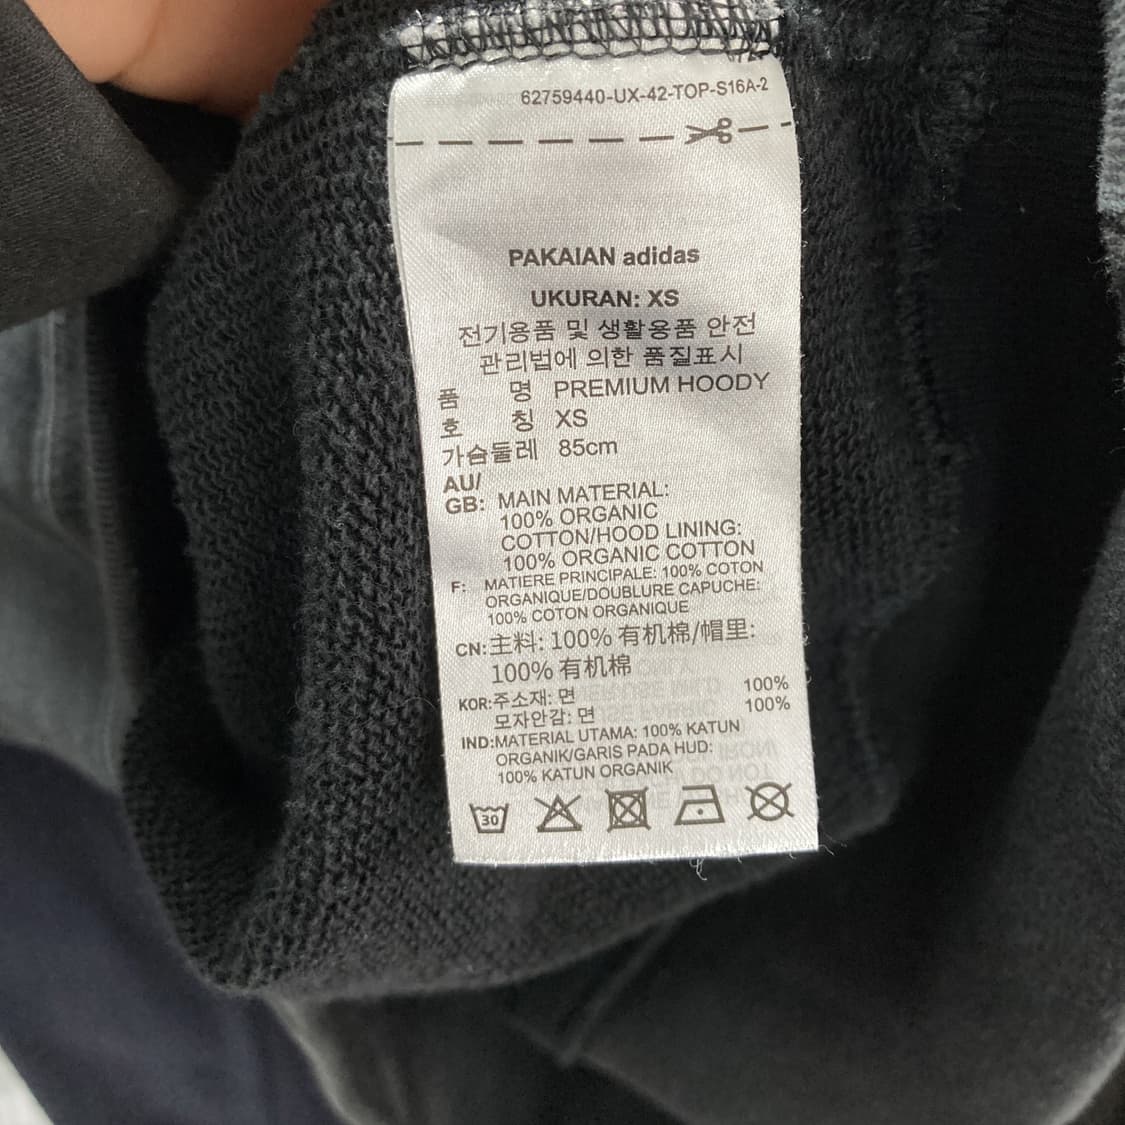 62759440-UX-42-TOP-S16A-2
PAKAIAN adidas
UKURAN: XS
전기용품 및 생활용품 안전
관리법에 의한 품질표시
품 명 PREMIUM HOODY
호 칭 XS
가슴둘레 85cm
AU/
GB: MAIN MATERIAL:
100% ORGANIC
COTTON/HOOD LINING:
100% ORGANIC COTTON
F: MATIERE PRINCIPALE: 100% COTON
ORGANIQUE/DOUBLURE CAPUCHE:
100% COTON ORGANIQUE
CN:主料: 100% 有机棉/帽里:
100% 有机棉
KOR:주소재: 면 100%
모자안감: 면 100%
IND:MATERIAL UTAMA: 100% KATUN
ORGANIK/GARIS PADA HUD:
100% KATUN ORGANIK
30